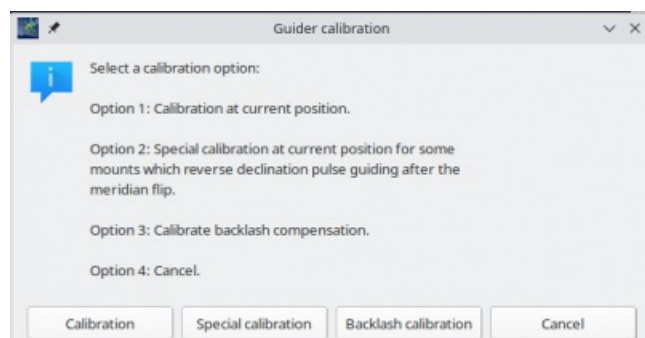 Guider calibration
Select a calibration option:
Option 1: Calibration at current position.
Option 2: Special calibration at current position for some
mounts which reverse declination pulse guiding after the
meridian flip.
Option 3: Calibrate backlash compensation.
Option 4: Cancel.
Calibration Special calibration Backlash calibration Cancel